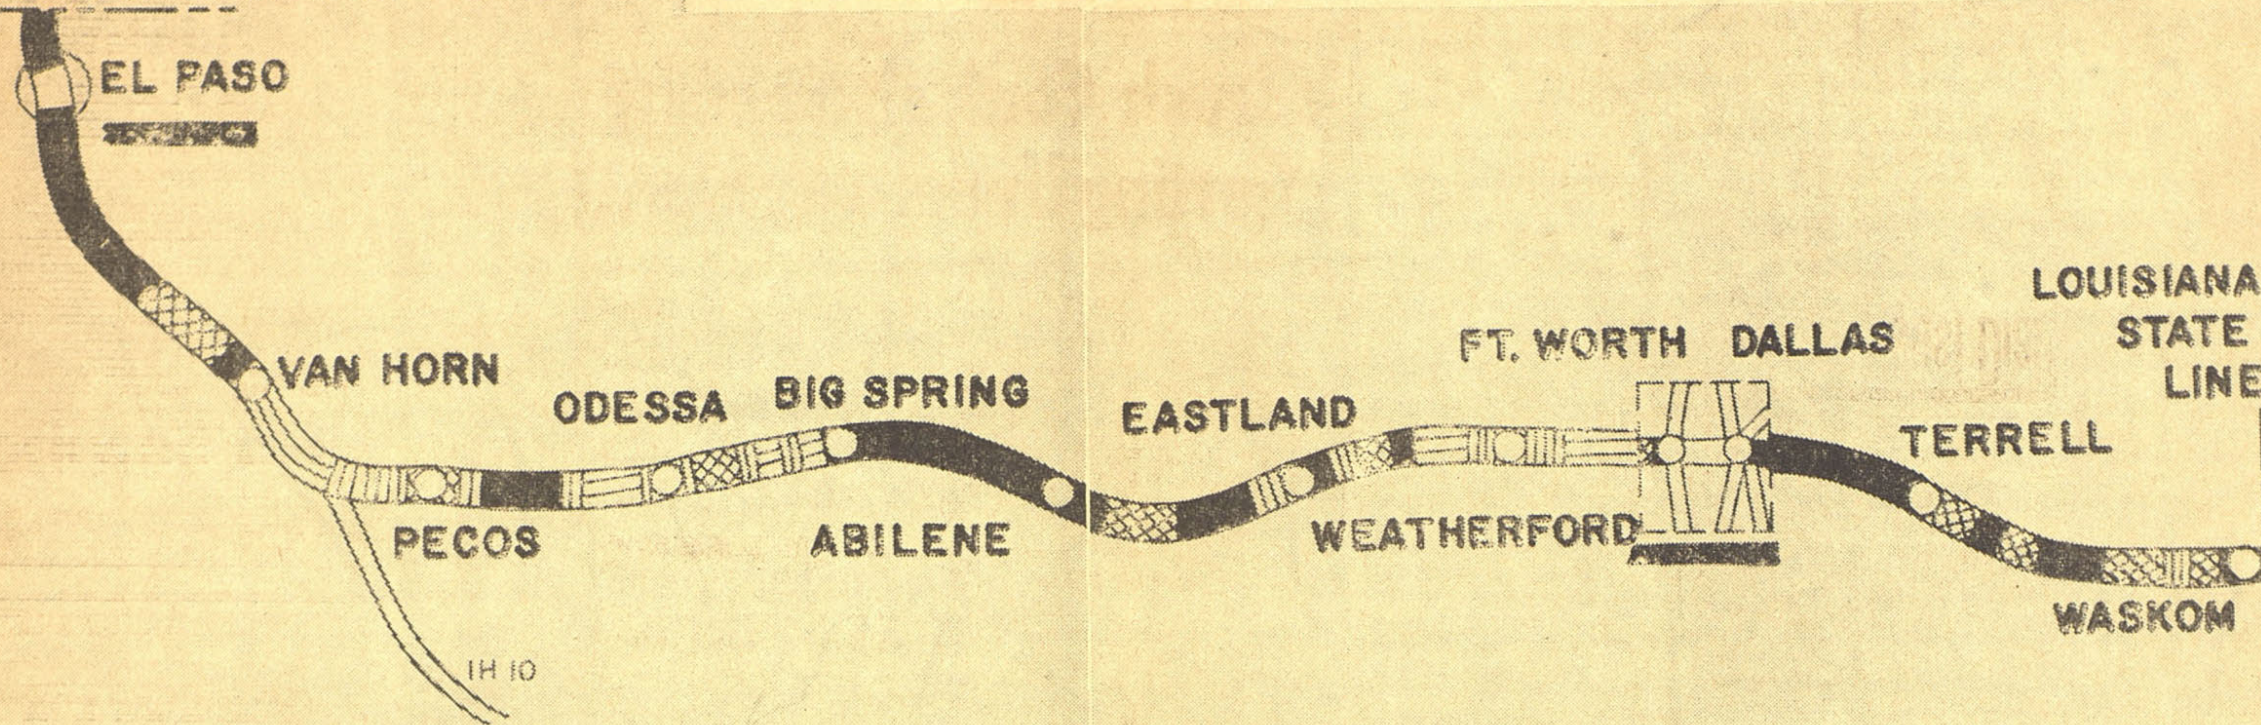 EL PASO
VAN HORN
ODESSA
BIG SPRING
EASTLAND
FT. WORTH
DALLAS
LOUISIANA
STATE
LINE
TERRELL
PECOS
ABILENE
WEATHERFORD
WASKOM
IH 10